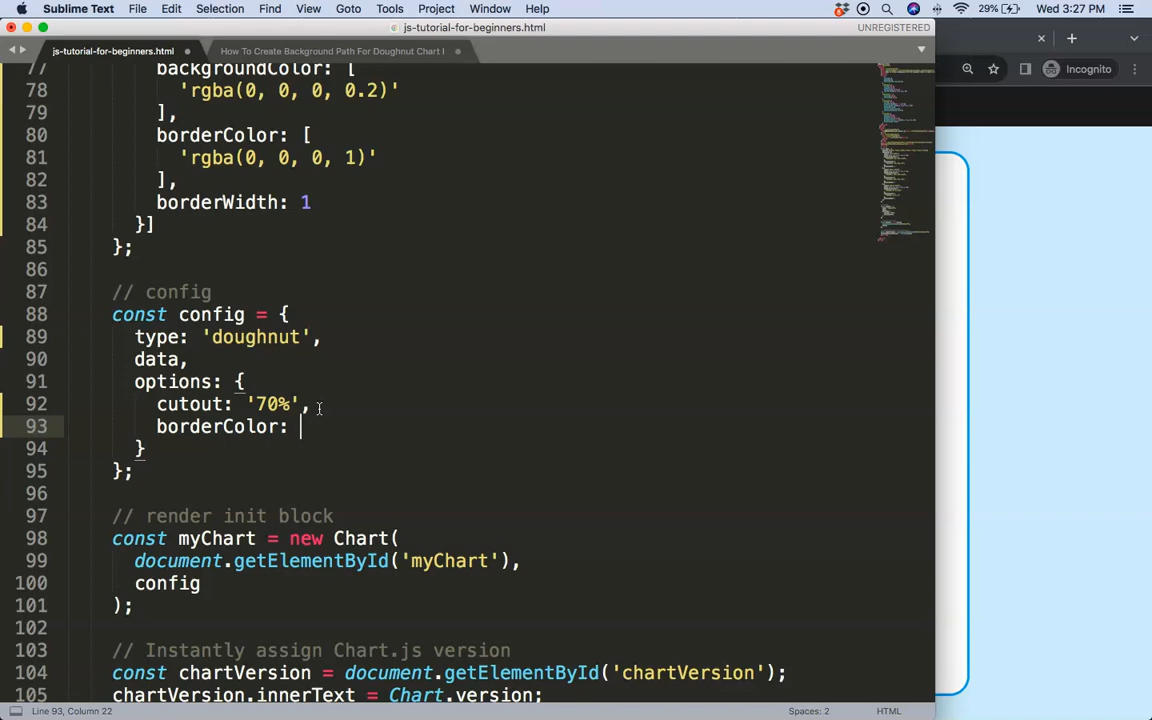 Sublime Text File Edit Selection Find View Goto Tools Project Window Help 29% Wed 3:27 PM
js-tutorial-for-beginners.html UNREGISTERED
js-tutorial-for-beginners.html How To Create Background Path For Doughnut Chart I
Incognito
77 backgroundColor: [
78 'rgba(0, 0, 0, 0.2)'
79 ],
80 borderColor: [
81 'rgba(0, 0, 0, 1)'
82 ],
83 borderWidth: 1
84 }]
85 };
86
87 // config
88 const config = {
89 type: 'doughnut',
90 data,
91 options: {
92 cutout: '70%',
93 borderColor:
94 }
95 };
96
97 // render init block
98 const myChart = new Chart(
99 document.getElementById('myChart'),
100 config
101 );
102
103 // Instantly assign Chart.js version
104 const chartVersion = document.getElementById('chartVersion');
105 chartVersion.innerText = Chart.version;
Line 93, Column 22 Spaces: 2 HTML